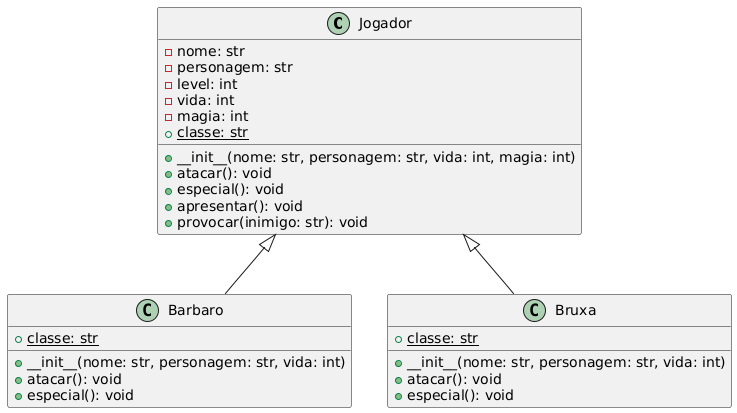 C Jogador
nome: str
personagem: str
level: int
vida: int
magia: int
classe: str
__init__(nome: str, personagem: str, vida: int, magia: int)
atacar(): void
especial(): void
apresentar(): void
provocar(inimigo: str): void
C Barbaro
classe: str
__init__(nome: str, personagem: str, vida: int)
atacar(): void
especial(): void
C Bruxa
classe: str
__init__(nome: str, personagem: str, vida: int)
atacar(): void
especial(): void